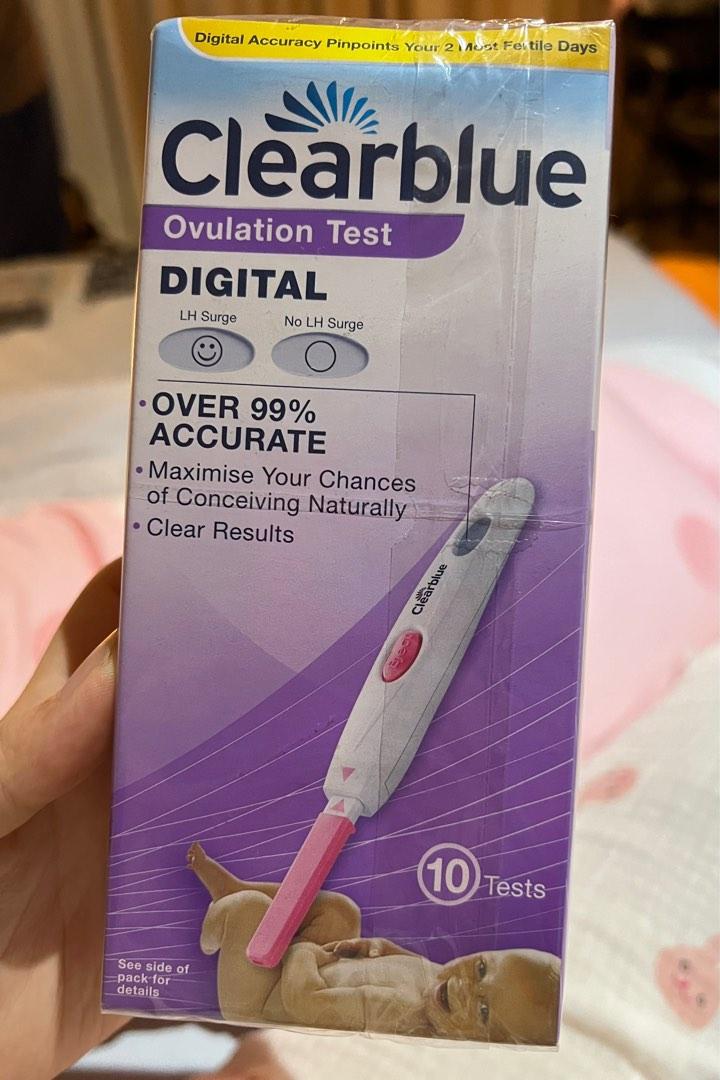 Digital Accuracy Pinpoints Your 2 Most Fertile Days
Clearblue
Ovulation Test
DIGITAL
LH Surge No LH Surge
• OVER 99%
ACCURATE
• Maximise Your Chances
of Conceiving Naturally
• Clear Results
Clearblue
eject
10 Tests
See side of
pack for
details